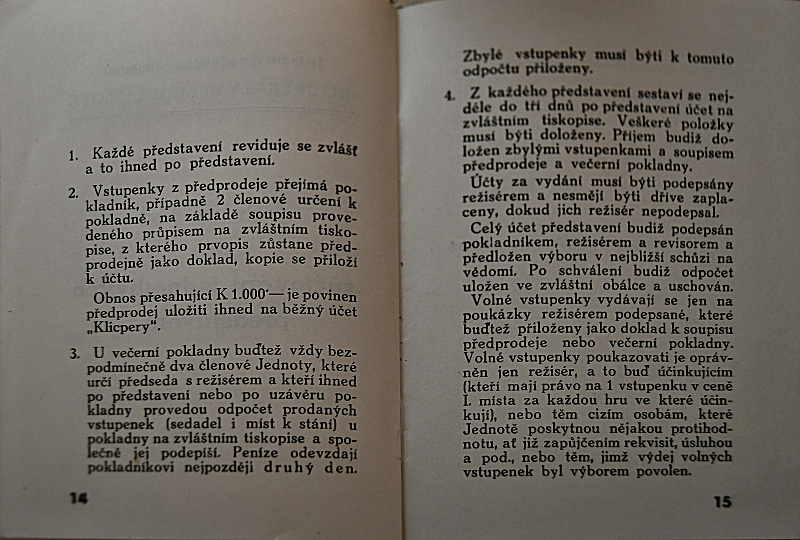 1. Každé představení reviduje se zvlášť
a to ihned po představení.
2. Vstupenky z předprodeje přejímá po-
kladník, případně 2 členové určení k
pokladně, na základě soupisu prove-
deného průpisem na zvláštním tisko-
pise, z kterého prvopis zůstane před-
prodejně jako doklad, kopie se přiloží
k účtu.
Obnos přesahující K 1.000·— je povinen
předprodej uložiti ihned na běžný účet
„Klicpery".
3. U večerní pokladny buďtež vždy bez-
podmínečně dva členové Jednoty, které
určí předseda s režisérem a kteří ihned
po představení nebo po uzávěru po-
kladny provedou odpočet prodaných
vstupenek (sedadel i míst k stání) u
pokladny na zvláštním tiskopise a spo-
lečně jej podepíší. Peníze odevzdají
pokladníkovi nejpozději druhý den.
14
Zbylé vstupenky musí býti k tomuto
odpočtu přiloženy.
4. Z každého představení sestaví se nej-
déle do tří dnů po představení účet na
zvláštním tiskopise. Veškeré položky
musí býti doloženy. Příjem budiž do-
ložen zbylými vstupenkami a soupisem
předprodeje a večerní pokladny.
Účty za vydání musí býti podepsány
režisérem a nesmějí býti dříve zapla-
ceny, dokud jich režisér nepodepsal.
Celý účet představení budiž podepsán
pokladníkem, režisérem a revisorem a
předložen výboru v nejbližší schůzi na
vědomí. Po schválení budiž odpočet
uložen ve zvláštní obálce a uschován.
Volné vstupenky vydávají se jen na
poukázky režisérem podepsané, které
buďtež přiloženy jako doklad k soupisu
předprodeje nebo večerní pokladny.
Volné vstupenky poukazovati je opráv-
něn jen režisér, a to buď účinkujícím
(kteří mají právo na 1 vstupenku v ceně
I. místa za každou hru ve které účin-
kují), nebo těm cizím osobám, které
Jednotě poskytnou nějakou protihod-
notu, ať již zapůjčením rekvisit, úsluhou
a pod., nebo těm, jimž výdej volných
vstupenek byl výborem povolen.
15